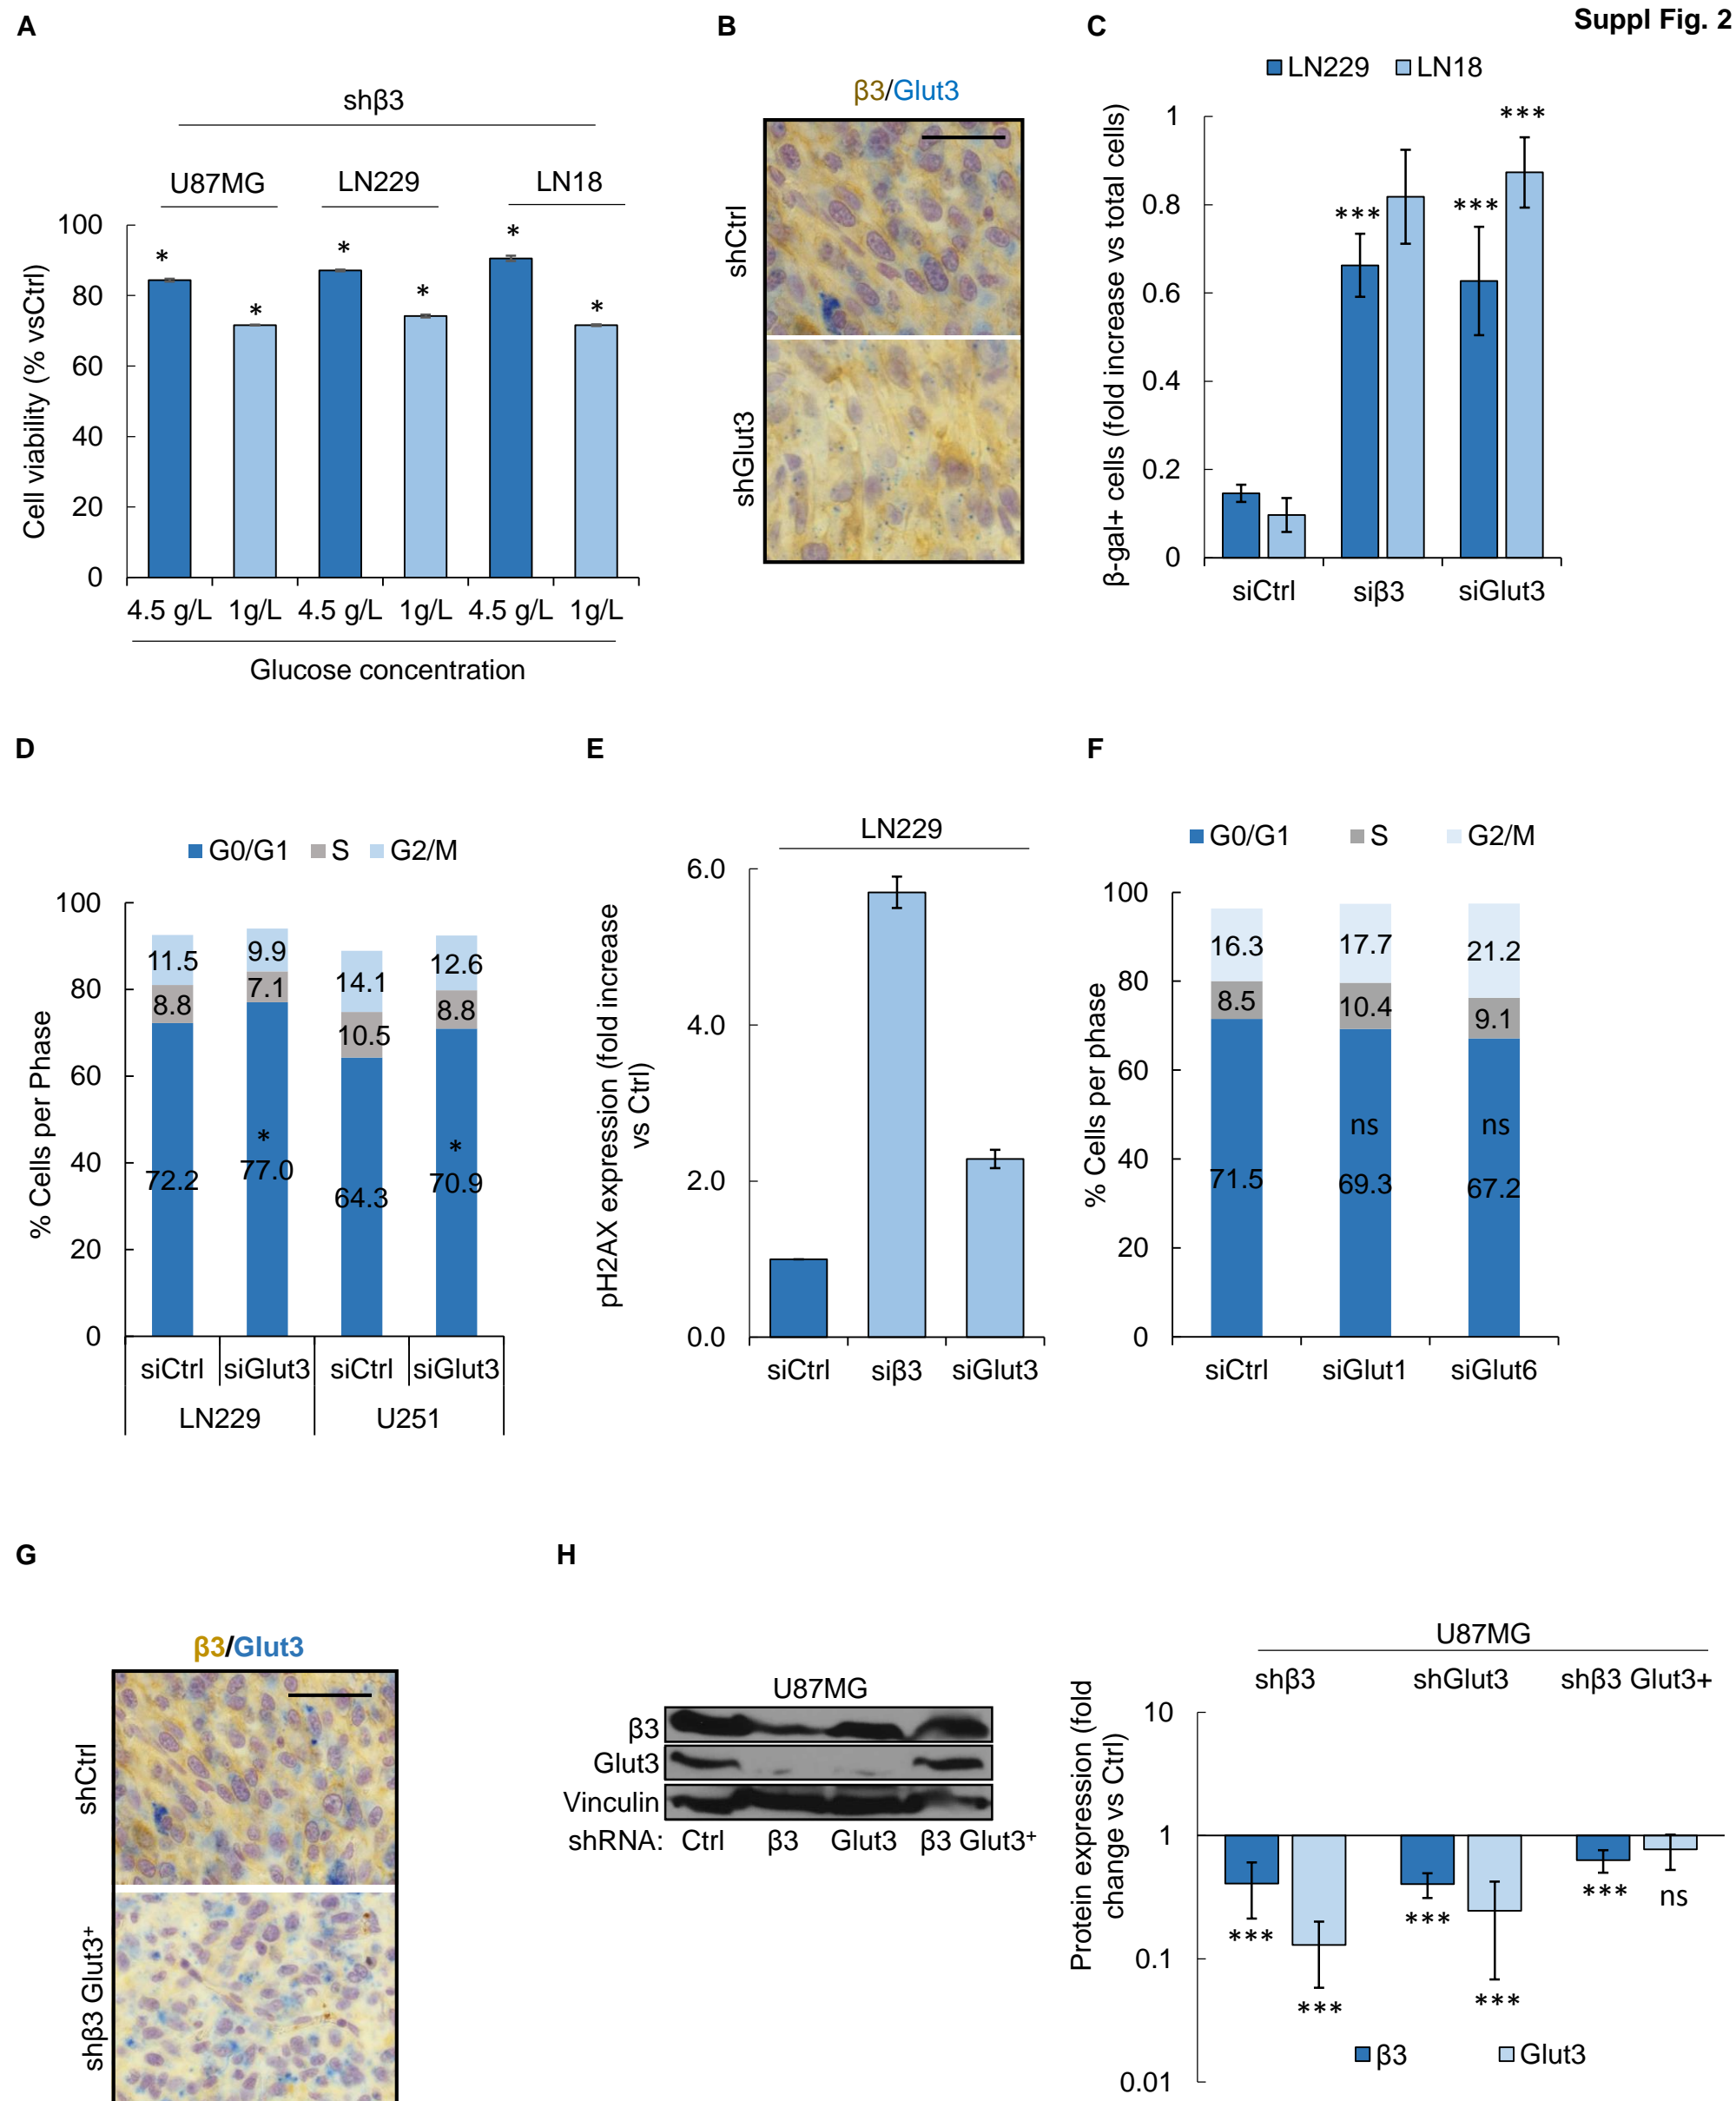 Suppl Fig. 2
A
shβ3
U87MG
LN229
LN18
Cell viability (% vsCtrl)
100
80
60
40
20
0
*
*
*
*
*
*
4.5 g/L
1g/L
4.5 g/L
1g/L
4.5 g/L
1g/L
Glucose concentration
B
β3/Glut3
shCtrl
shGlut3
C
LN229
LN18
β-gal+ cells (fold increase vs total cells)
1
0.8
0.6
0.4
0.2
0
***
***
***
siCtrl
siβ3
siGlut3
D
G0/G1
S
G2/M
% Cells per Phase
100
80
60
40
20
0
11.5
8.8
72.2
9.9
7.1
*
77.0
14.1
10.5
64.3
12.6
8.8
*
70.9
siCtrl
siGlut3
siCtrl
siGlut3
LN229
U251
E
LN229
pH2AX expression (fold increase
vs Ctrl)
6.0
4.0
2.0
0.0
siCtrl
siβ3
siGlut3
F
G0/G1
S
G2/M
% Cells per phase
100
80
60
40
20
0
16.3
8.5
71.5
17.7
10.4
ns
69.3
21.2
9.1
ns
67.2
siCtrl
siGlut1
siGlut6
G
β3/Glut3
shCtrl
shβ3 Glut3+
H
U87MG
β3
Glut3
Vinculin
shRNA:
Ctrl
β3
Glut3
β3 Glut3+
U87MG
shβ3
shGlut3
shβ3 Glut3+
Protein expression (fold
change vs Ctrl)
10
1
0.1
0.01
***
***
***
***
***
ns
β3
Glut3